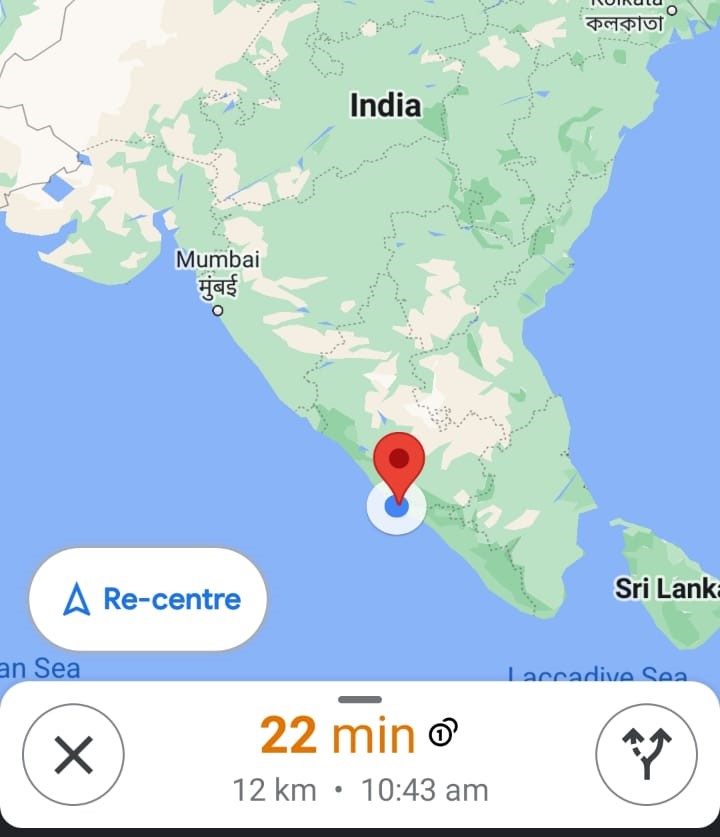 কলকাতা
India
Mumbai
मुंबई
Re-centre
Sri Lanka
an Sea
Laccadive Sea
22 min
12 km • 10:43 am